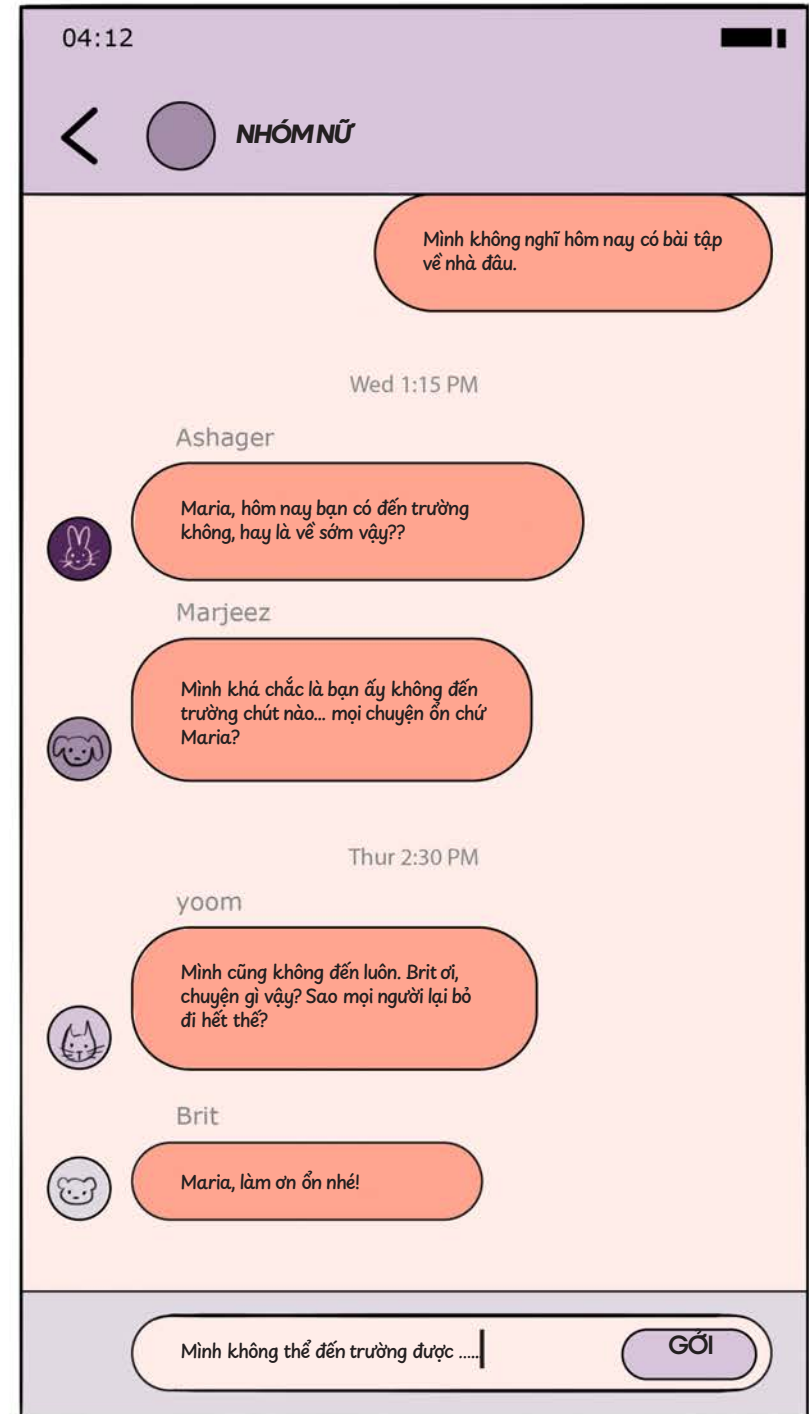 04:12
NHÓM NỮ
Mình không nghĩ hôm nay có bài tập
về nhà đâu.
Wed 1:15 PM
Ashager
Maria, hôm nay bạn có đến trường
không, hay là về sớm vậy??
Marjeez
Mình khá chắc là bạn ấy không đến
trường chút nào... mọi chuyện ổn chứ
Maria?
Thur 2:30 PM
yoom
Mình cũng không đến luôn. Brit ơi,
chuyện gì vậy? Sao mọi người lại bỏ
đi hết thế?
Brit
Maria, làm ơn ổn nhé!
Mình không thể đến trường được .....
GỚI